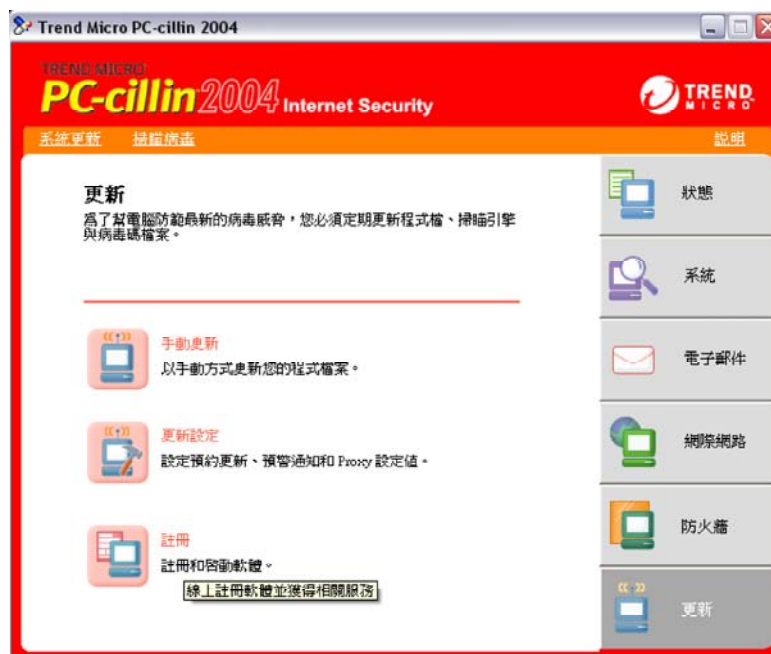 Trend Micro PC-cillin 2004
TREND MICRO
PC-cillin 2004 Internet Security
TREND MICRO
系統更新 掃瞄病毒 說明
更新
為了幫電腦防範最新的病毒威脅，您必須定期更新程式檔、掃瞄引擎
與病毒碼檔案。
手動更新
以手動方式更新您的程式檔案。
更新設定
設定預約更新、預警通知和 Proxy 設定值。
註冊
註冊和啓動軟體。
線上註冊軟體並獲得相關服務
狀態
系統
電子郵件
網際網路
防火牆
更新